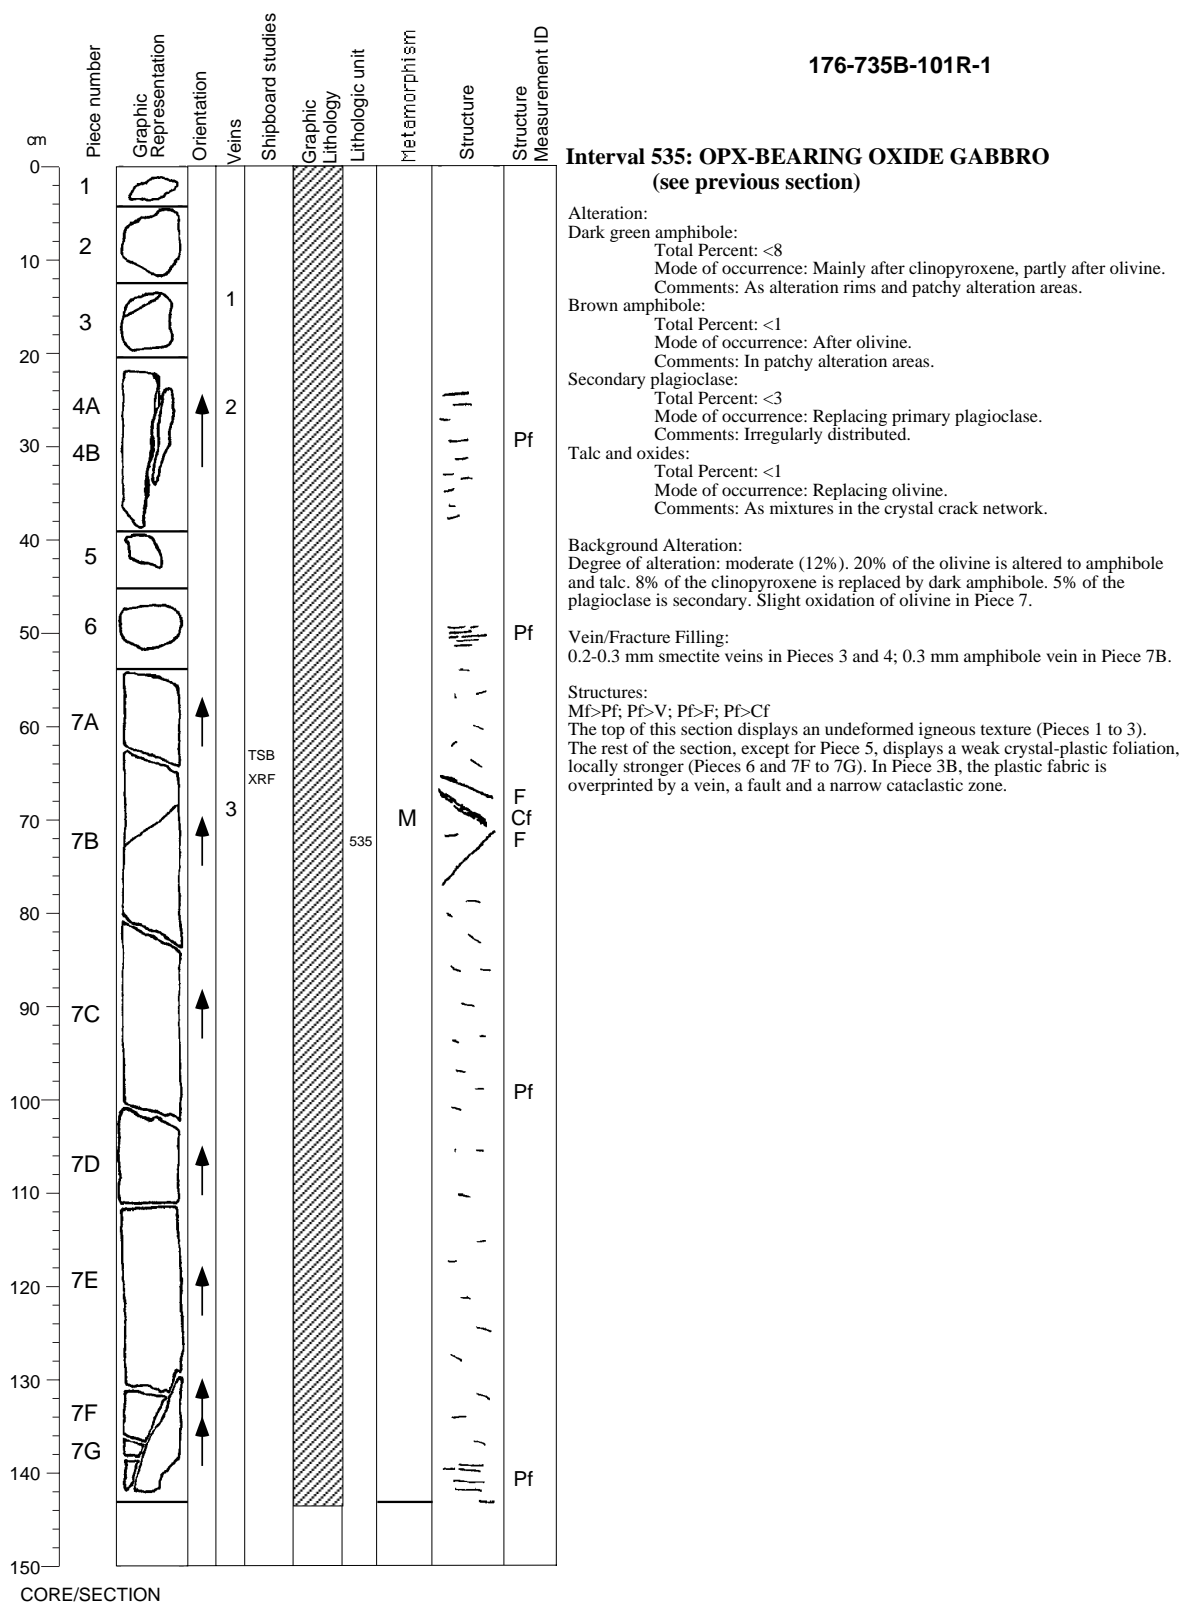 176-735B-101R-1
cm
Piece number
Graphic
Representation
Orientation
Veins
Shipboard studies
Graphic
Lithology
Lithologic unit
Metamorphism
Structure
Structure
Measurement ID
0
10
20
30
40
50
60
70
80
90
100
110
120
130
140
150
1
2
3
4A
4B
5
6
7A
7B
7C
7D
7E
7F
7G
1
2
3
TSB
XRF
535
M
Pf
Pf
F
Cf
F
Pf
Pf
CORE/SECTION
Interval 535: OPX-BEARING OXIDE GABBRO
(see previous section)
Alteration:
Dark green amphibole:
Total Percent: <8
Mode of occurrence: Mainly after clinopyroxene, partly after olivine.
Comments: As alteration rims and patchy alteration areas.
Brown amphibole:
Total Percent: <1
Mode of occurrence: After olivine.
Comments: In patchy alteration areas.
Secondary plagioclase:
Total Percent: <3
Mode of occurrence: Replacing primary plagioclase.
Comments: Irregularly distributed.
Talc and oxides:
Total Percent: <1
Mode of occurrence: Replacing olivine.
Comments: As mixtures in the crystal crack network.
Background Alteration:
Degree of alteration: moderate (12%). 20% of the olivine is altered to amphibole
and talc. 8% of the clinopyroxene is replaced by dark amphibole. 5% of the
plagioclase is secondary. Slight oxidation of olivine in Piece 7.
Vein/Fracture Filling:
0.2-0.3 mm smectite veins in Pieces 3 and 4; 0.3 mm amphibole vein in Piece 7B.
Structures:
Mf>Pf; Pf>V; Pf>F; Pf>Cf
The top of this section displays an undeformed igneous texture (Pieces 1 to 3).
The rest of the section, except for Piece 5, displays a weak crystal-plastic foliation,
locally stronger (Pieces 6 and 7F to 7G). In Piece 3B, the plastic fabric is
overprinted by a vein, a fault and a narrow cataclastic zone.